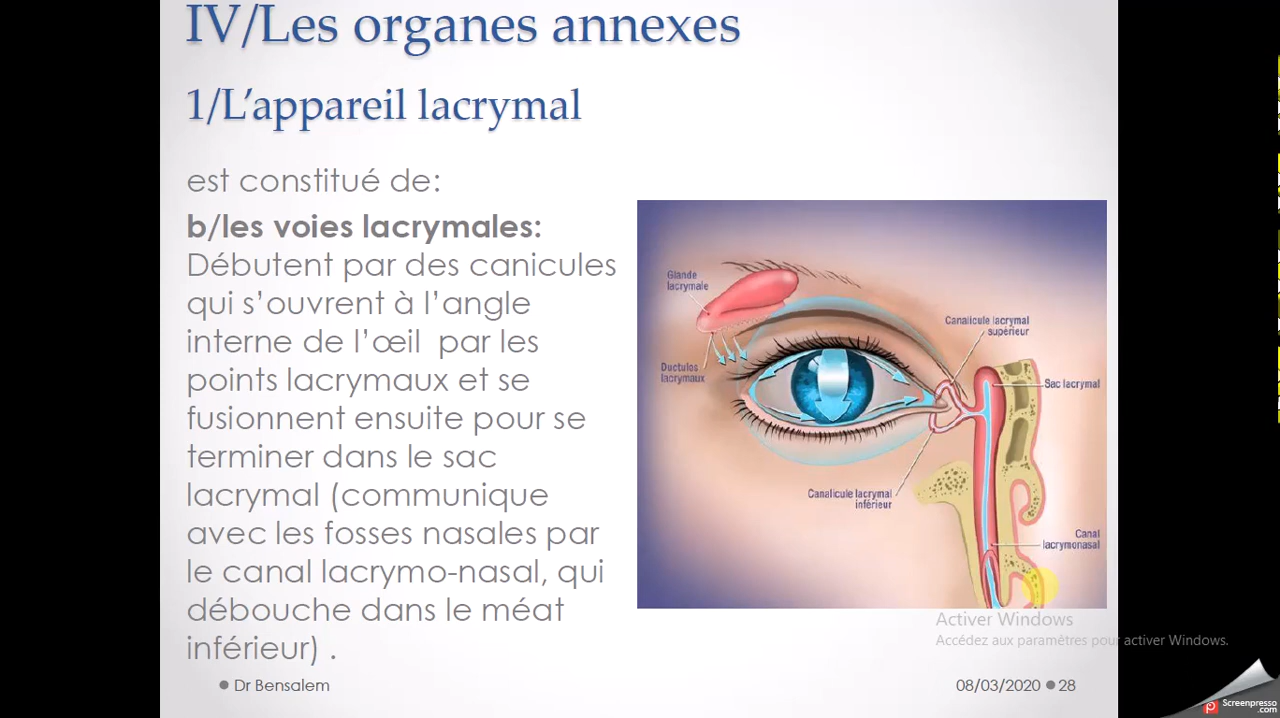 IV/Les organes annexes
1/L’appareil lacrymal
est constitué de:
b/les voies lacrymales:
Débutent par des canicules
qui s’ouvrent à l’angle
interne de l’œil par les
points lacrymaux et se
fusionnent ensuite pour se
terminer dans le sac
lacrymal (communique
avec les fosses nasales par
le canal lacrymo-nasal, qui
débouche dans le méat
inférieur) .
Glande
lacrymale
Ductules
lacrymaux
Canalicule lacrymal
supérieur
Sac lacrymal
Canalicule lacrymal
inférieur
Canal
lacrymonasal
Activer Windows
Accédez aux paramètres pour activer Windows.
Dr Bensalem
08/03/2020 28
Screenpresso
.com